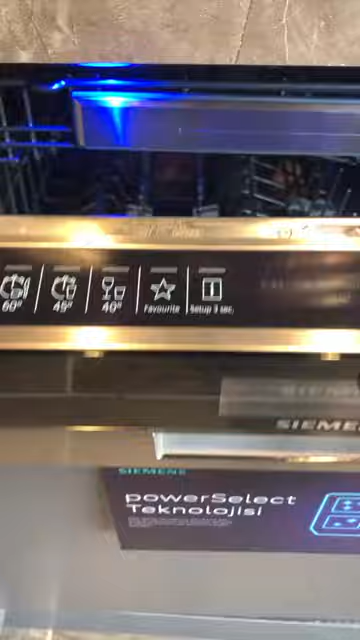 60° 45° 40° Favourite Setup 3 sec.
SIEMENS
SIEMENS
powerSelect
Teknolojisi